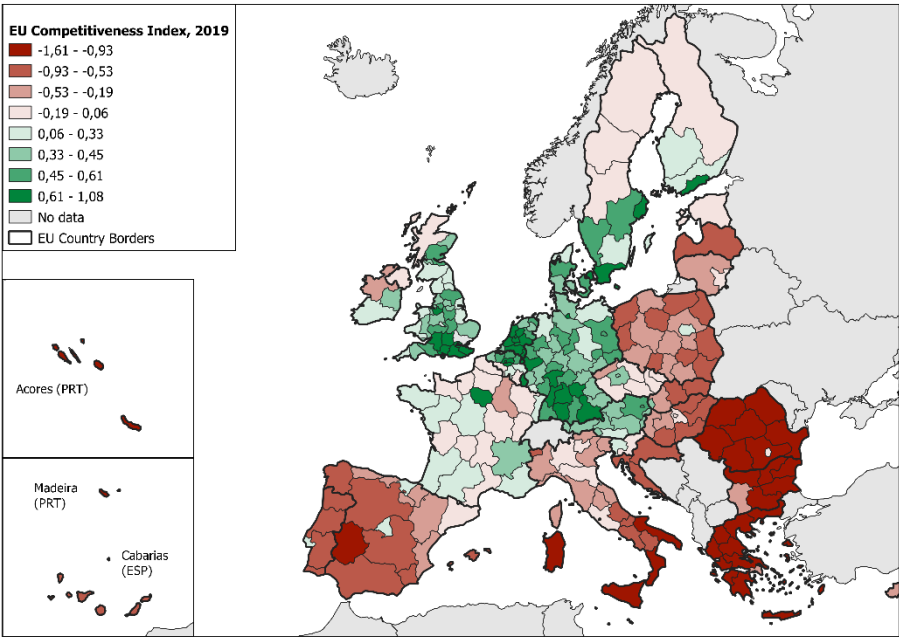 EU Competitiveness Index, 2019
-1,61 - -0,93
-0,93 - -0,53
-0,53 - -0,19
-0,19 - 0,06
0,06 - 0,33
0,33 - 0,45
0,45 - 0,61
0,61 - 1,08
No data
EU Country Borders
Acores (PRT)
Madeira
(PRT)
Cabarias
(ESP)